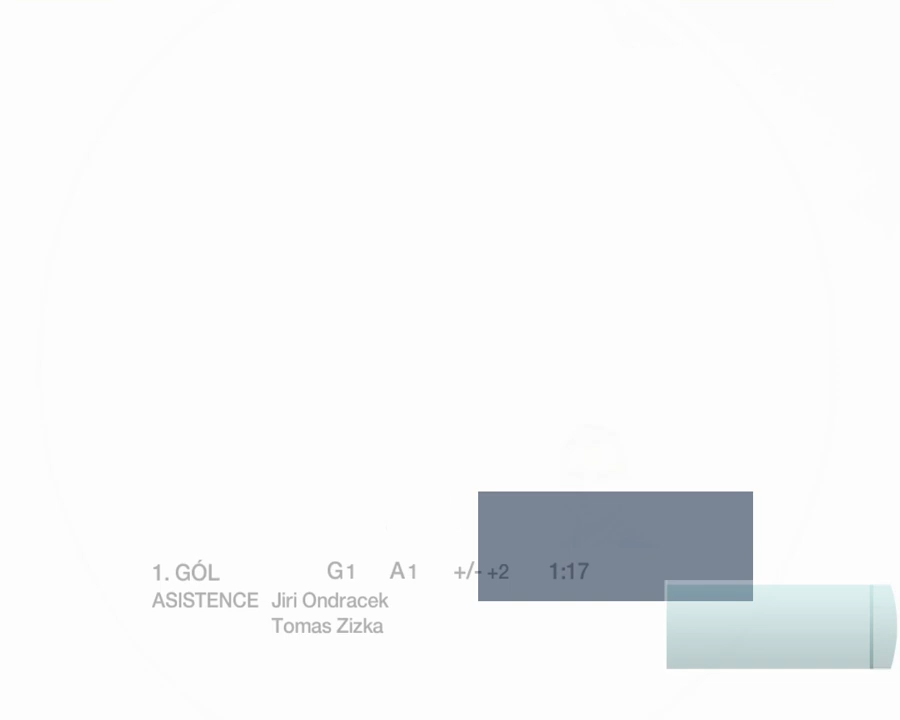 1. GÓL G1 A1 +/- +2 1:17
ASISTENCE Jiri Ondracek
Tomas Zizka